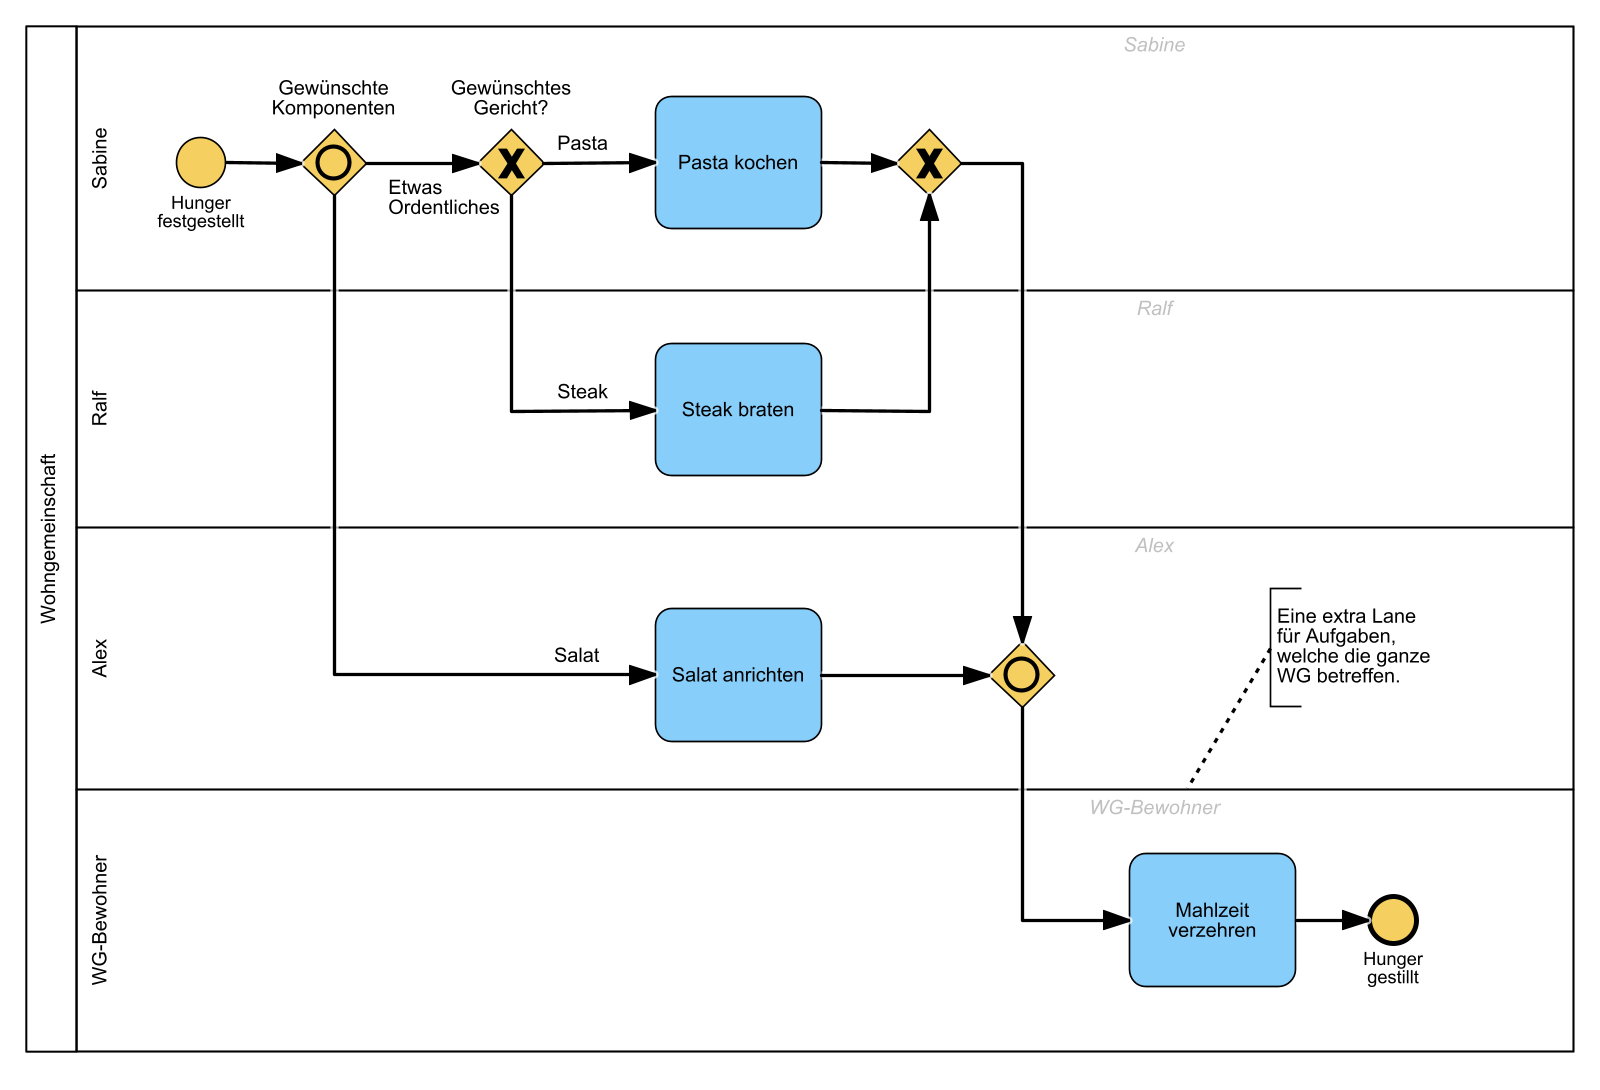 Wohngemeinschaft
Sabine
Sabine
Gewünschte
Komponenten
Gewünschtes
Gericht?
Hunger
festgestellt
Etwas
Ordentliches
Pasta
Pasta kochen
Ralf
Ralf
Steak
Steak braten
Alex
Alex
Salat
Salat anrichten
Eine extra Lane
für Aufgaben,
welche die ganze
WG betreffen.
WG-Bewohner
WG-Bewohner
Mahlzeit
verzehren
Hunger
gestillt